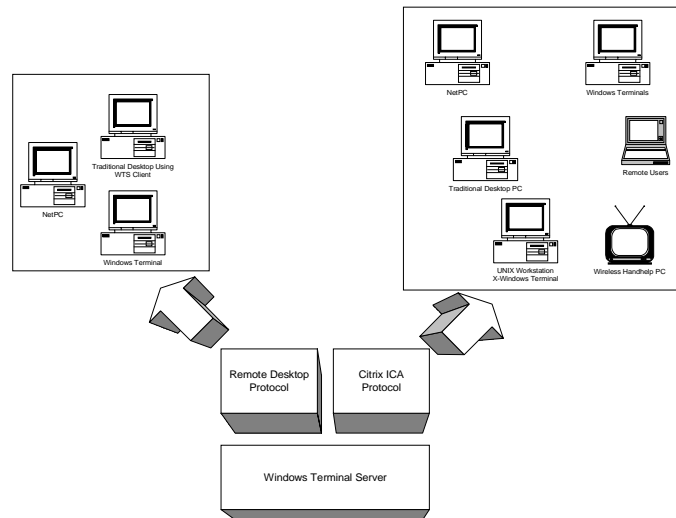 NetPC
Traditional Desktop Using
WTS Client
Windows Terminal
NetPC
Windows Terminals
Traditional Desktop PC
Remote Users
UNIX Workstation
X-Windows Terminal
Wireless Handhelp PC
Remote Desktop
Protocol
Citrix ICA
Protocol
Windows Terminal Server